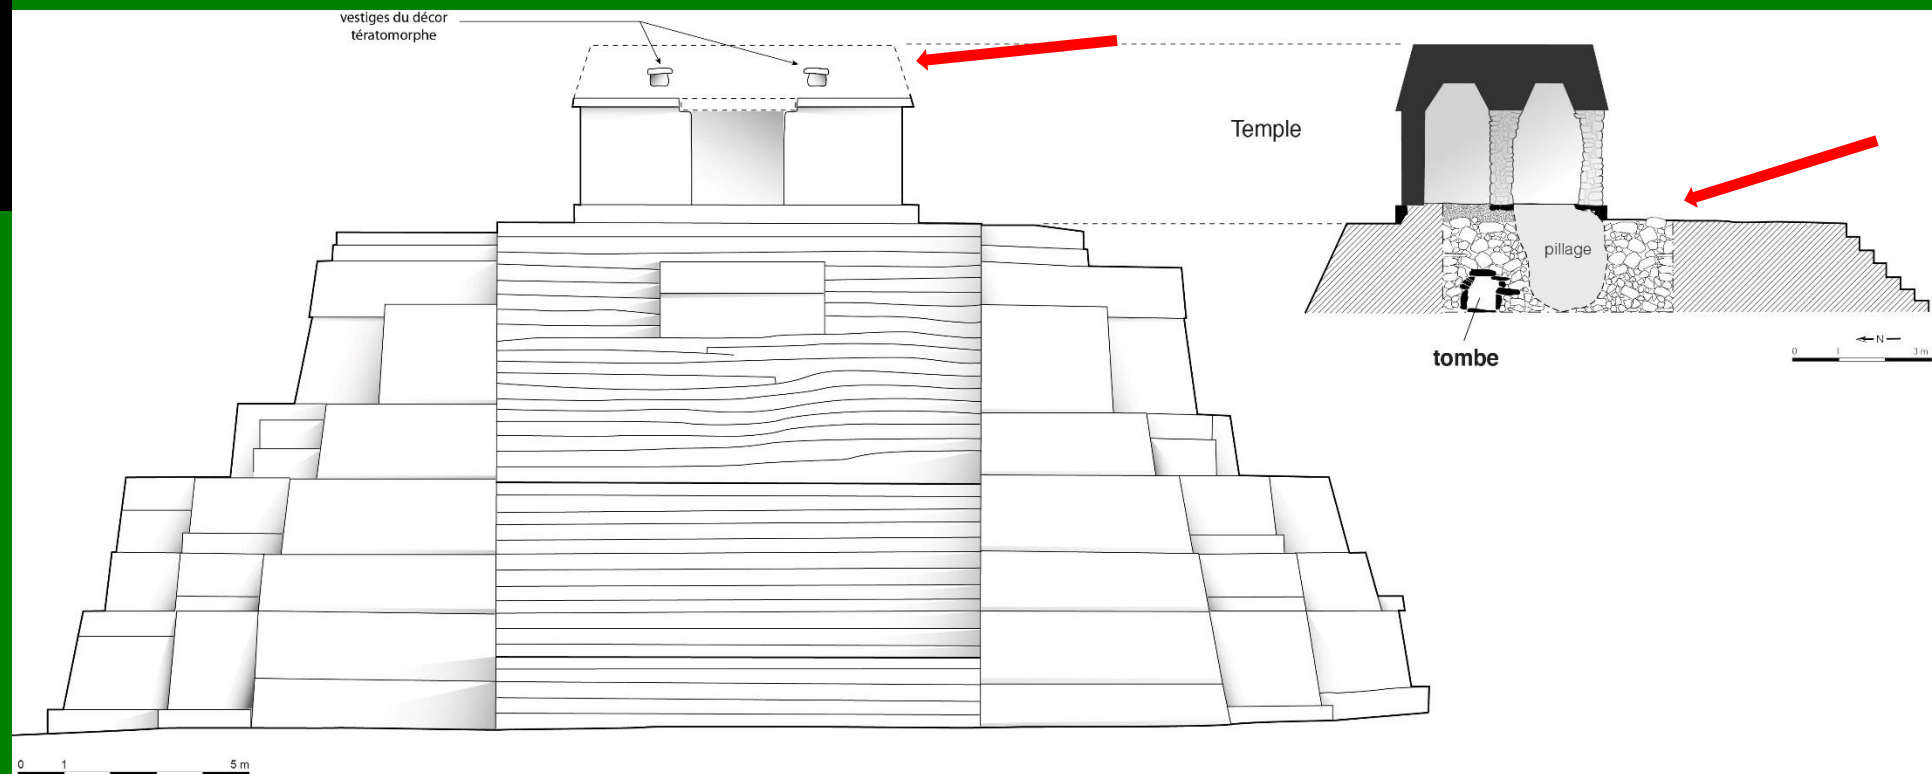 vestiges du décor
tératomorphe
Temple
pillage
tombe
N
0 1 3 m
0 1 5 m